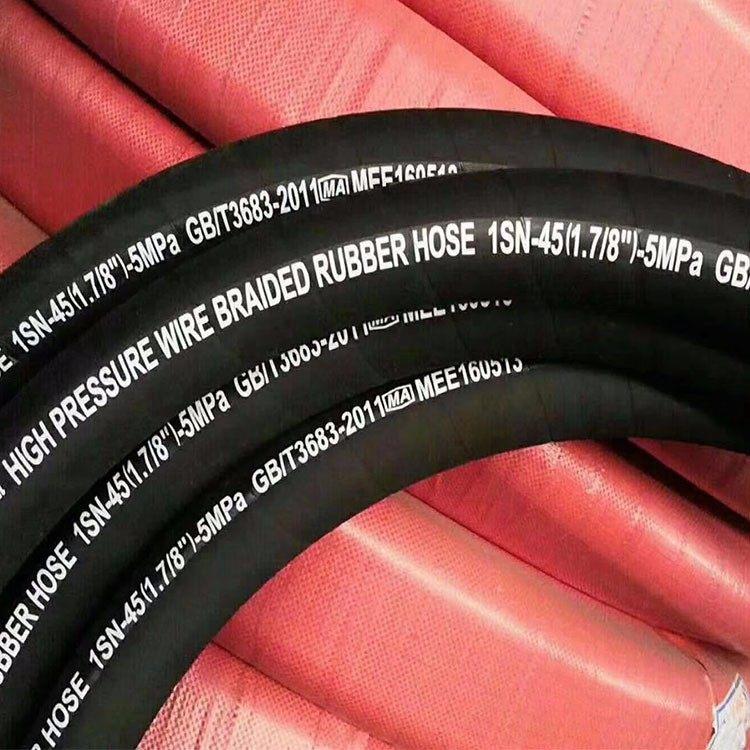 1SN-45(1.7/8")-5MPa GB/T3683-2011 MA MEE160513
HIGH PRESSURE WIRE BRAIDED RUBBER HOSE 1SN-45(1.7/8")-5MPa GB/
HOSE 1SN-45(1.7/8")-5MPa GB/T3683-2011 MA MEE160513
HOSE 1SN-45(1.7/8")-5MPa GB/T3683-2011 MA MEE160513